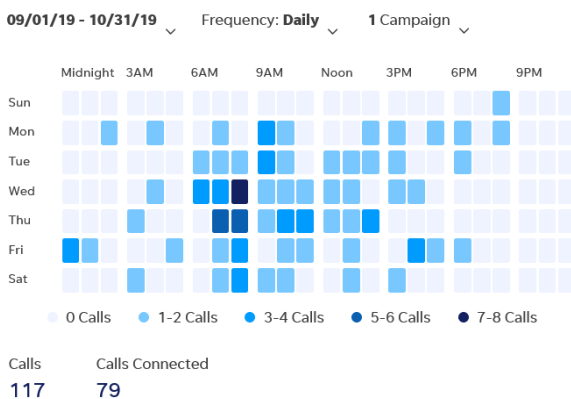 09/01/19 - 10/31/19 Frequency: Daily 1 Campaign
Midnight 3AM 6AM 9AM Noon 3PM 6PM 9PM
Sun
Mon
Tue
Wed
Thu
Fri
Sat
0 Calls 1-2 Calls 3-4 Calls 5-6 Calls 7-8 Calls
Calls Calls Connected
117 79